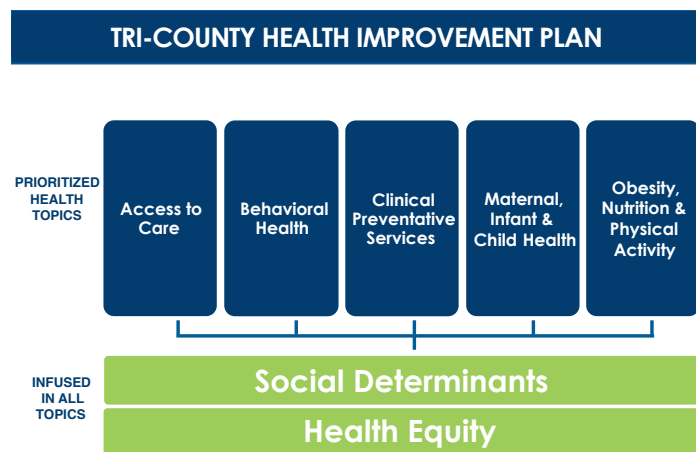 TRI-COUNTY HEALTH IMPROVEMENT PLAN
PRIORITIZED
HEALTH
TOPICS
Access to
Care
Behavioral
Health
Clinical
Preventative
Services
Maternal,
Infant &
Child Health
Obesity,
Nutrition &
Physical
Activity
INFUSED
IN ALL
TOPICS
Social Determinants
Health Equity